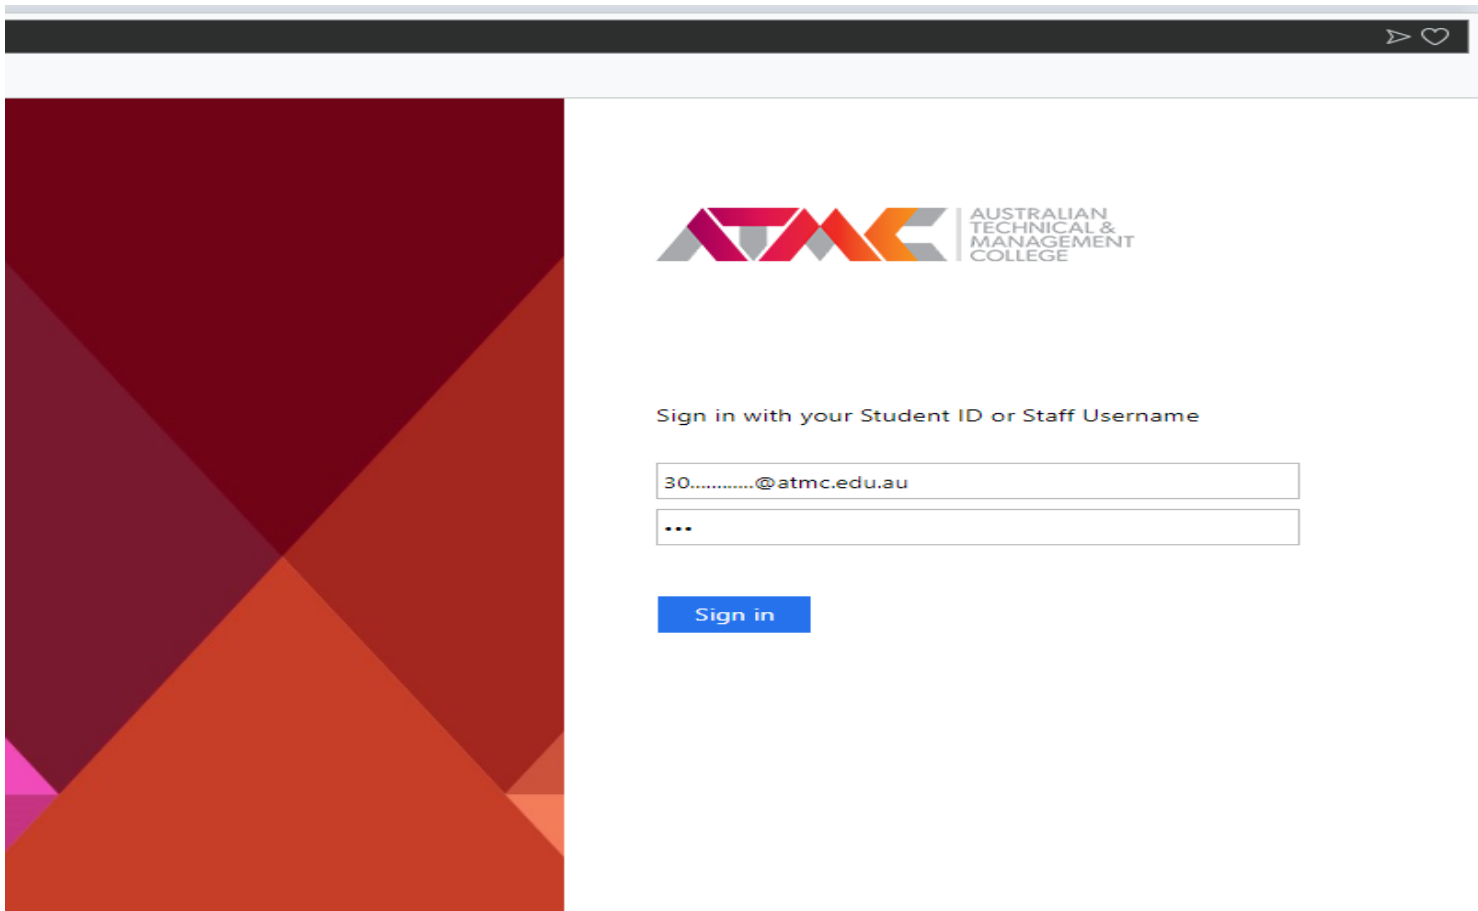 ATMC
AUSTRALIAN
TECHNICAL &
MANAGEMENT
COLLEGE
Sign in with your Student ID or Staff Username
30............@atmc.edu.au
•••
Sign in